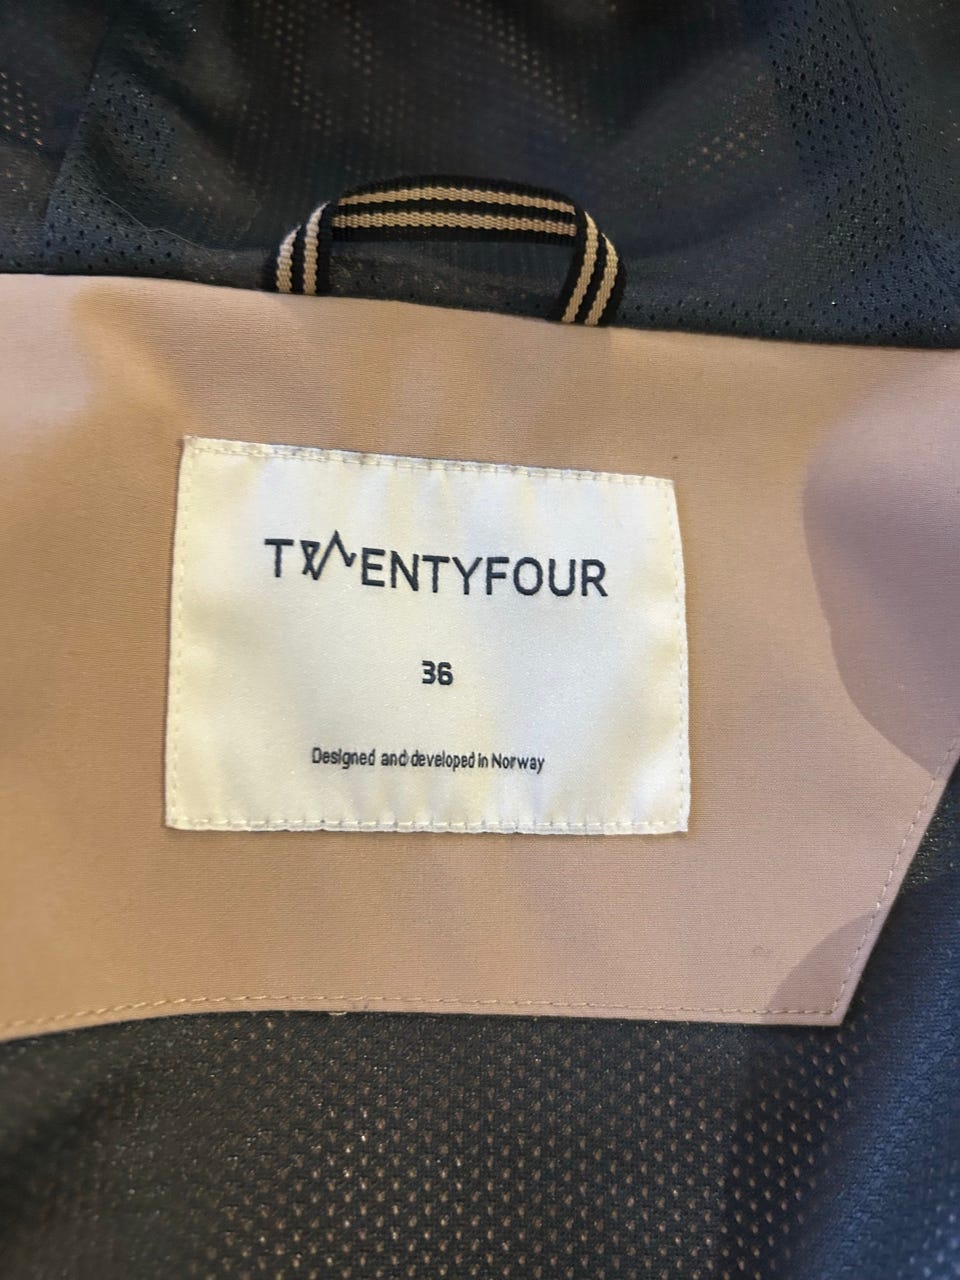 TWENTYFOUR
36
Designed and developed in Norway